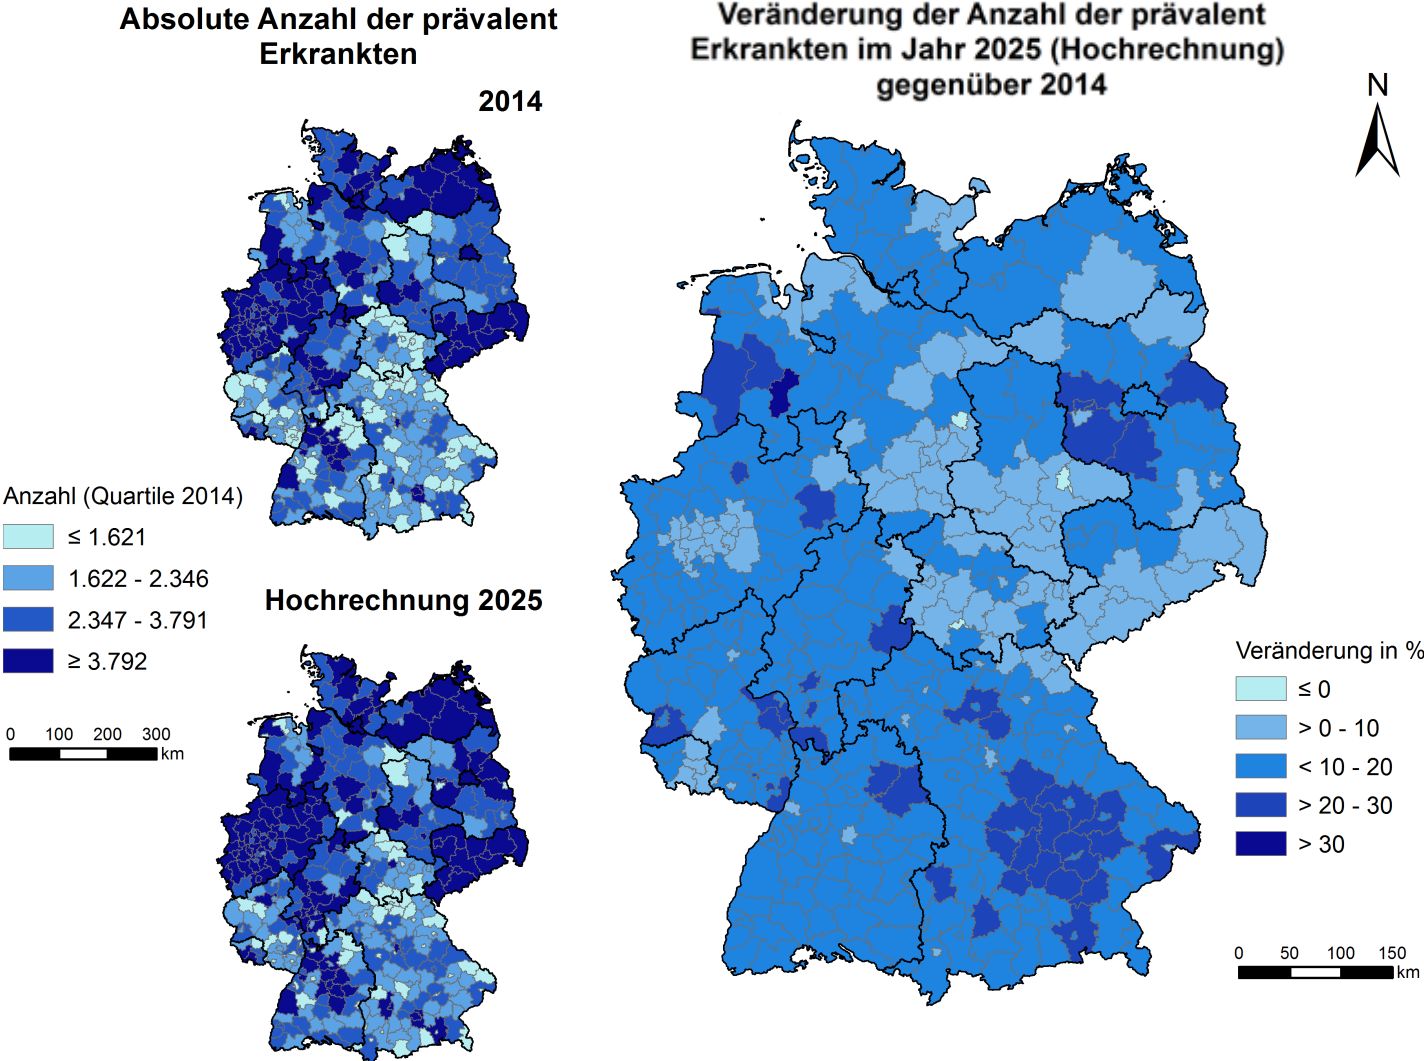 Absolute Anzahl der prävalent
Erkrankten
2014
Anzahl (Quartile 2014)
≤ 1.621
1.622 - 2.346
2.347 - 3.791
≥ 3.792
0 100 200 300
km
Hochrechnung 2025
Veränderung der Anzahl der prävalent
Erkrankten im Jahr 2025 (Hochrechnung)
gegenüber 2014
N
Veränderung in %
≤ 0
> 0 - 10
< 10 - 20
> 20 - 30
> 30
0 50 100 150
km